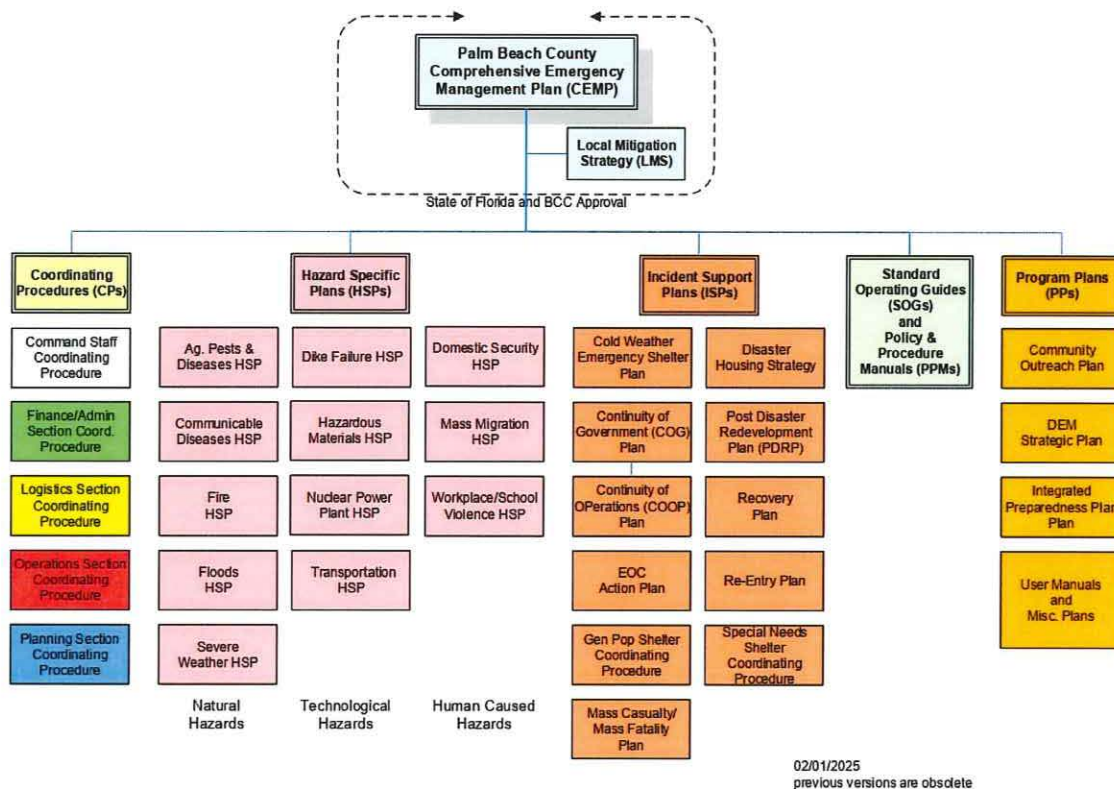 Palm Beach County
Comprehensive Emergency
Management Plan (CEMP)
Local Mitigation
Strategy (LMS)
State of Florida and BCC Approval
Coordinating
Procedures (CPs)
Hazard Specific
Plans (HSPs)
Incident Support
Plans (ISPs)
Standard
Operating Guides
(SOGs)
and
Policy &
Procedure
Manuals (PPMs)
Program Plans
(PPs)
Command Staff
Coordinating
Procedure
Finance/Admin
Section Coord.
Procedure
Logistics Section
Coordinating
Procedure
Operations Section
Coordinating
Procedure
Planning Section
Coordinating
Procedure
Ag. Pests &
Diseases HSP
Communicable
Diseases HSP
Fire
HSP
Floods
HSP
Severe
Weather HSP
Natural
Hazards
Dike Failure HSP
Hazardous
Materials HSP
Nuclear Power
Plant HSP
Transportation
HSP
Technological
Hazards
Domestic Security
HSP
Mass Migration
HSP
Workplace/School
Violence HSP
Human Caused
Hazards
Cold Weather
Emergency Shelter
Plan
Continuity of
Government (COG)
Plan
Continuity of
OPerations (COOP)
Plan
EOC
Action Plan
Gen Pop Shelter
Coordinating
Procedure
Mass Casualty/
Mass Fatality
Plan
Disaster
Housing Strategy
Post Disaster
Redevelopment
Plan (PDRP)
Recovery
Plan
Re-Entry Plan
Special Needs
Shelter
Coordinating
Procedure
Community
Outreach Plan
DEM
Strategic Plan
Integrated
Preparedness Plan
Plan
User Manuals
and
Misc. Plans
02/01/2025
previous versions are obsolete